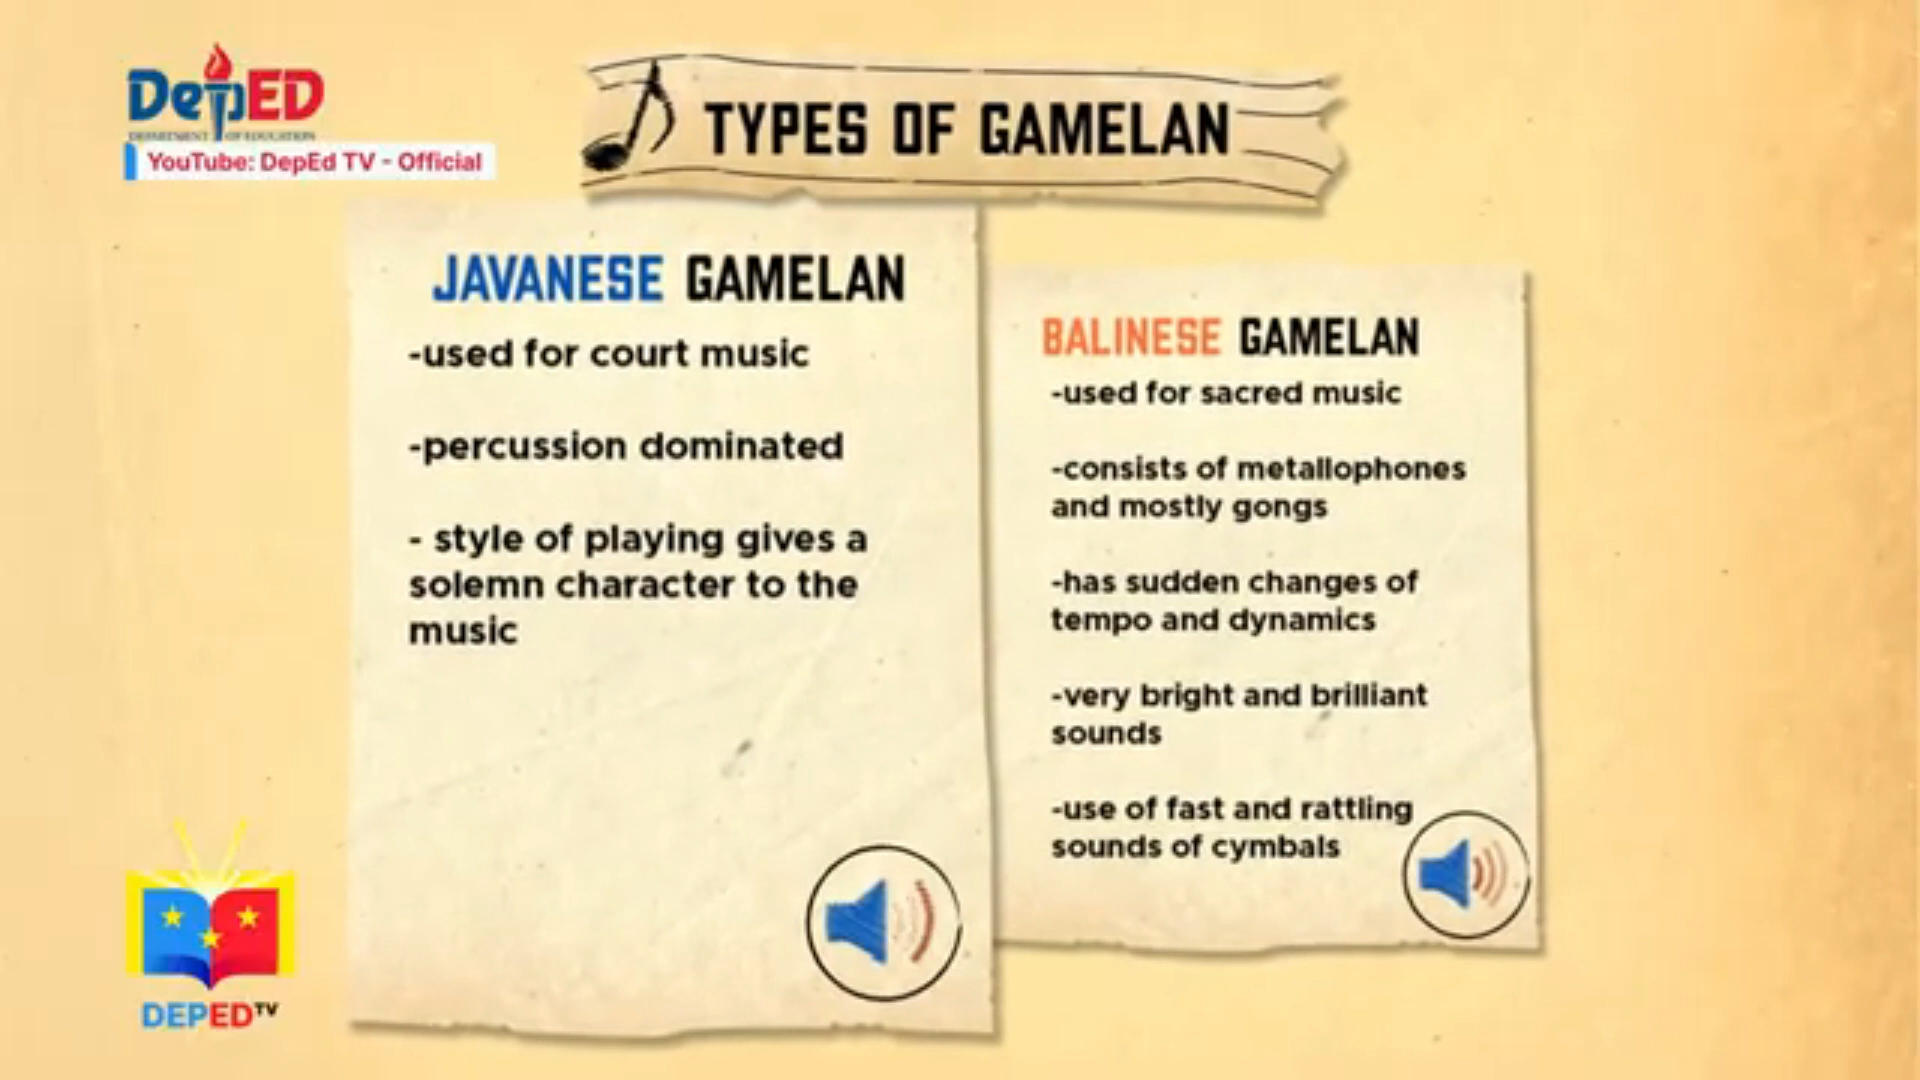 DepED
DEPARTMENT OF EDUCATION
YouTube: DepEd TV - Official
TYPES OF GAMELAN
JAVANESE GAMELAN
-used for court music
-percussion dominated
- style of playing gives a
solemn character to the
music
BALINESE GAMELAN
-used for sacred music
-consists of metallophones
and mostly gongs
-has sudden changes of
tempo and dynamics
-very bright and brilliant
sounds
-use of fast and rattling
sounds of cymbals
DEPED TV